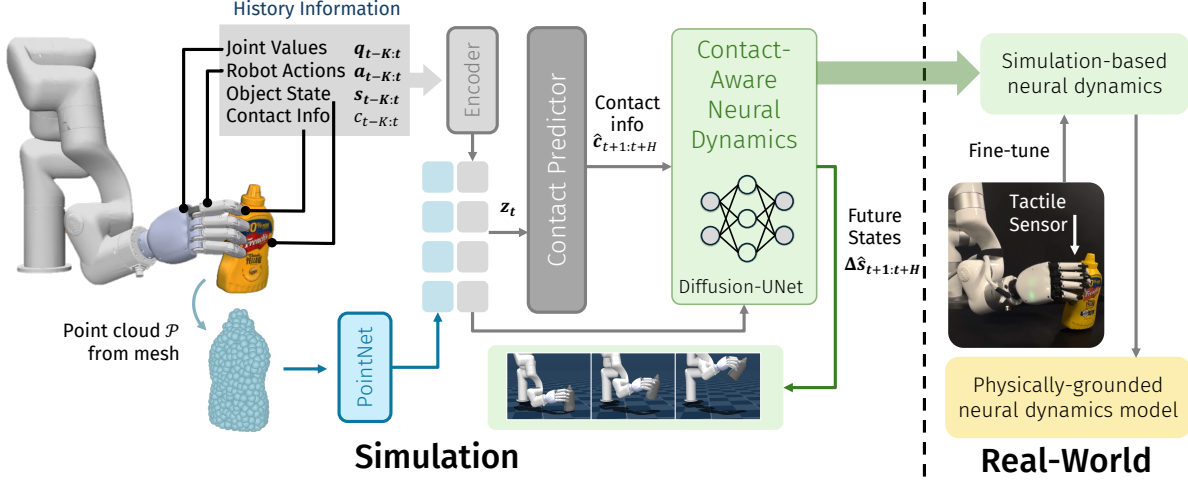 History Information
Joint Values q_{t−K:t}
Robot Actions a_{t−K:t}
Object State s_{t−K:t}
Contact Info c_{t−K:t}
Encoder
Contact Predictor
Contact
info
ĉ_{t+1:t+H}
z_t
Contact-
Aware
Neural
Dynamics
Diffusion-UNet
Future
States
Δŝ_{t+1:t+H}
Point cloud 𝒫
from mesh
PointNet
Simulation
Simulation-based
neural dynamics
Fine-tune
Tactile
Sensor
Physically-grounded
neural dynamics model
Real-World